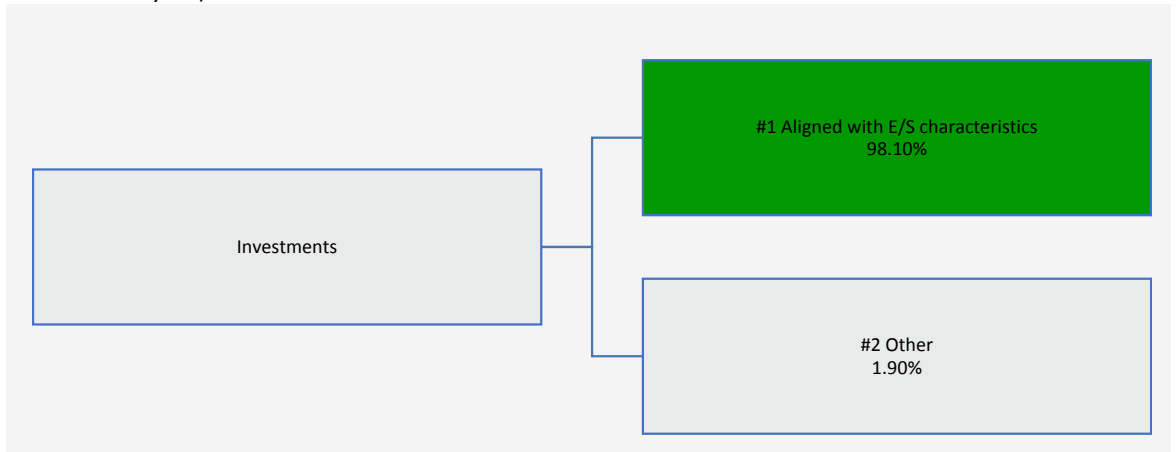 #1 Aligned with E/S characteristics
98.10%
Investments
#2 Other
1.90%